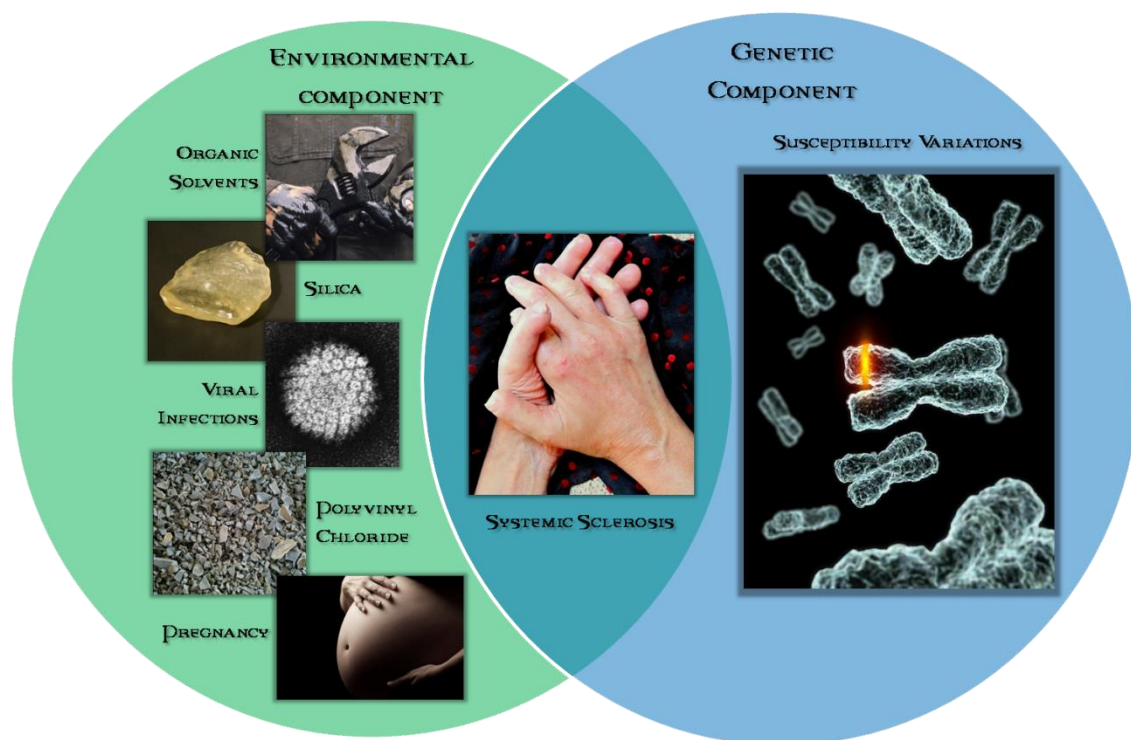 Environmental
component
Organic
Solvents
Silica
Viral
Infections
Polyvinyl
Chloride
Pregnancy
Systemic Sclerosis
Genetic
Component
Susceptibility Variations